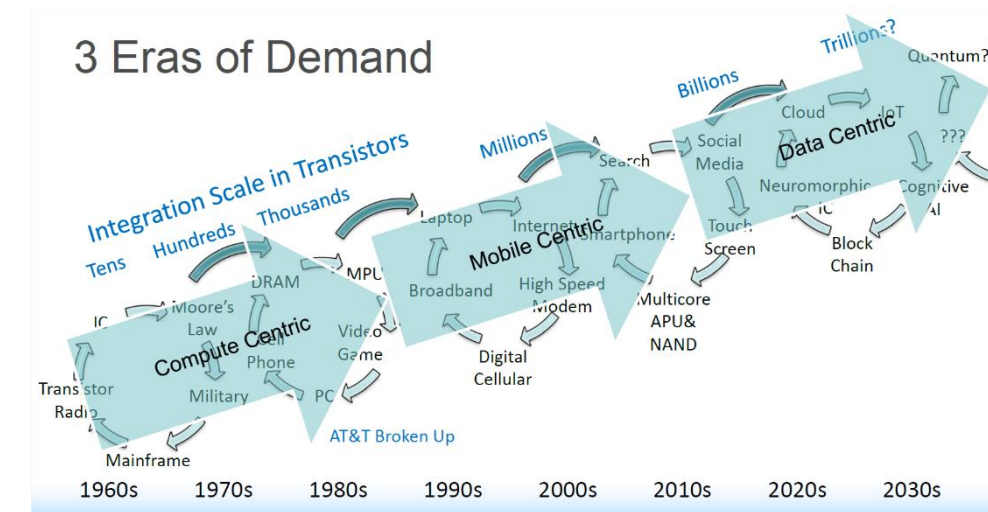 3 Eras of Demand
Integration Scale in Transistors
Tens
Hundreds
Thousands
Millions
Billions
Trillions?
IC
Moore's
Law
Transistor
Radio
Mainframe
Military
DRAM
Cell
Phone
MPU
Video
Game
PC
AT&T Broken Up
Compute Centric
Laptop
Broadband
Internet
High Speed
Modem
Digital
Cellular
Search
Smartphone
Multicore
APU&
NAND
Mobile Centric
Social
Media
Touch
Screen
Cloud
Neuromorphic
IC
Block
Chain
IoT
Cognitive
AI
???
Quantum?
Data Centric
1960s
1970s
1980s
1990s
2000s
2010s
2020s
2030s